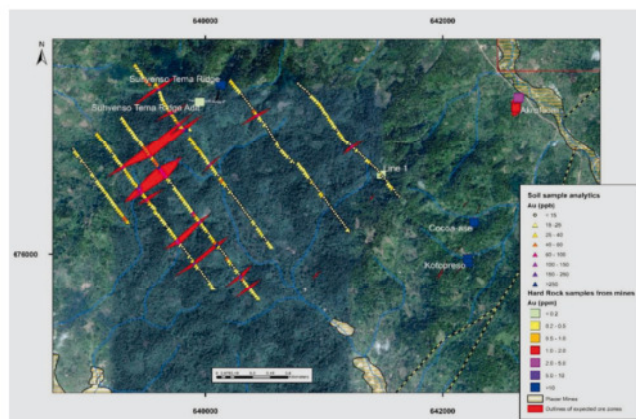 640000
642000
N
Suhyenso Tema Ridge
Suhyenso Tema Ridge Adit
Akrofuom
Line 1
Cocoa-ase
Kotopreso
676000
676000
Soil sample analytics
Au (ppb)
< 15
15 - 25
25 - 40
40 - 60
60 - 100
100 - 150
150 - 250
>250
Hard Rock samples from mines
Au (ppm)
< 0.2
0.2 - 0.5
0.5 - 1.0
1.0 - 2.0
2.0 - 5.0
5.0 - 10
>10
Placer Mines
Outlines of expected ore zones
640000
642000